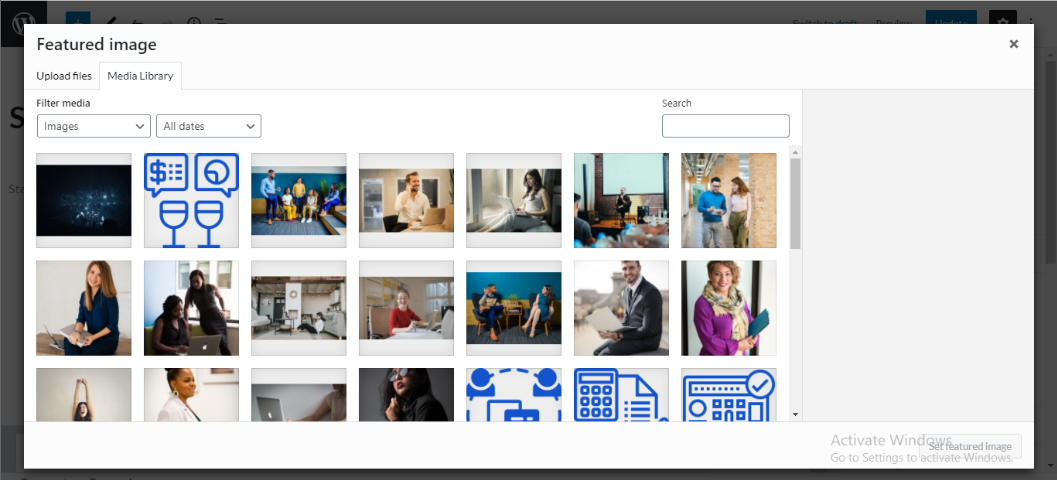 Switch to draft Preview Update
Featured image
Upload files Media Library
Filter media Search
Images All dates
S
Sta
Activate Windows
Set featured image
Go to Settings to activate Windows.